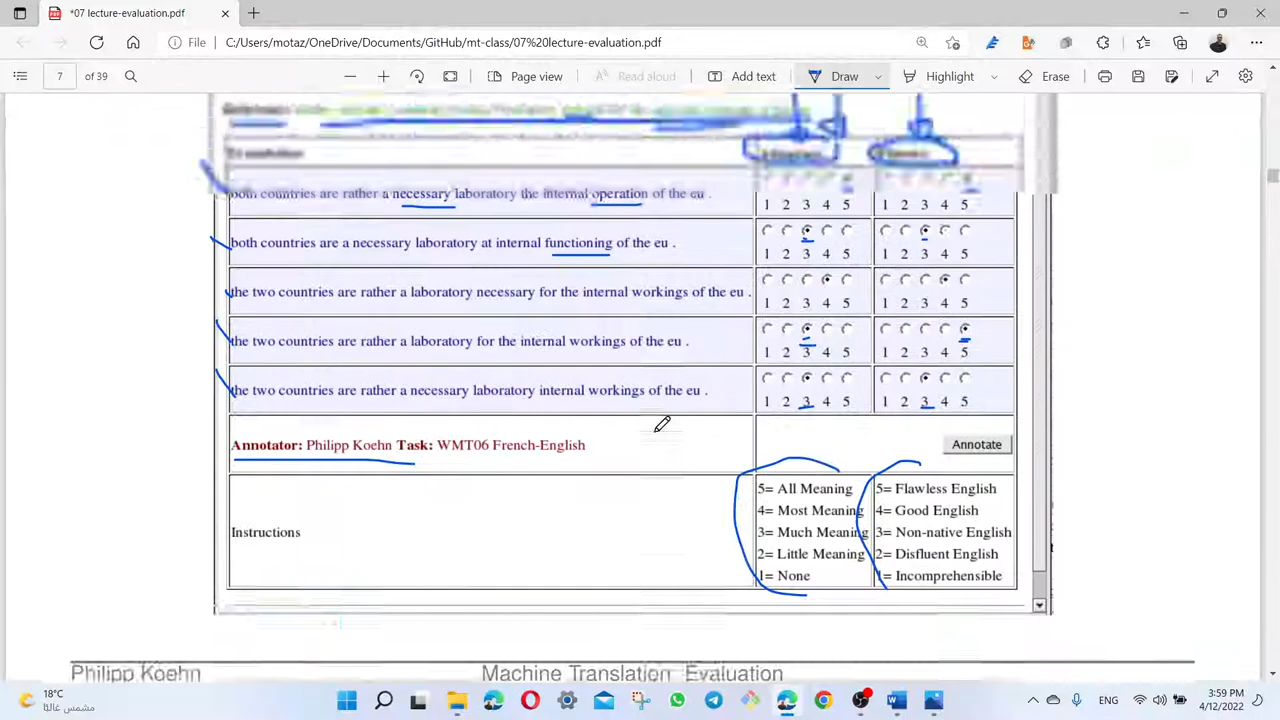 *07 lecture-evaluation.pdf
File C:/Users/motaz/OneDrive/Documents/GitHub/mt-class/07%20lecture-evaluation.pdf
7 of 39 Page view Read aloud Add text Draw Highlight Erase
both countries are rather a necessary laboratory the internal operation of the eu .
1 2 3 4 5 1 2 3 4 5
both countries are a necessary laboratory at internal functioning of the eu .
1 2 3 4 5 1 2 3 4 5
the two countries are rather a laboratory necessary for the internal workings of the eu .
1 2 3 4 5 1 2 3 4 5
the two countries are rather a laboratory for the internal workings of the eu .
1 2 3 4 5 1 2 3 4 5
the two countries are rather a necessary laboratory internal workings of the eu .
1 2 3 4 5 1 2 3 4 5
Annotator: Philipp Koehn Task: WMT06 French-English
Annotate
Instructions
5= All Meaning
4= Most Meaning
3= Much Meaning
2= Little Meaning
1= None
5= Flawless English
4= Good English
3= Non-native English
2= Disfluent English
1= Incomprehensible
Philipp Koehn Machine Translation Evaluation
18°C
مشمس غالبًا
ENG
3:59 PM
4/12/2022